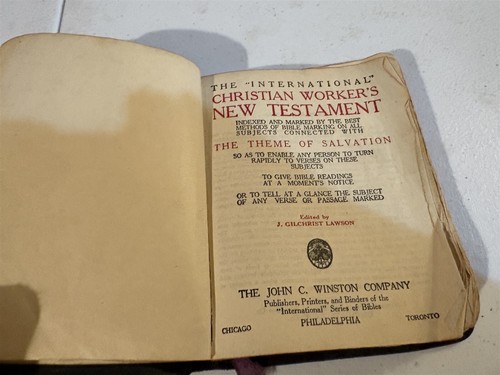 THE "INTERNATIONAL"
CHRISTIAN WORKER'S
NEW TESTAMENT
INDEXED AND MARKED BY THE BEST
METHODS OF BIBLE MARKING ON ALL
SUBJECTS CONNECTED WITH
THE THEME OF SALVATION
SO AS TO ENABLE ANY PERSON TO TURN
RAPIDLY TO VERSES ON THESE
SUBJECTS
TO GIVE BIBLE READINGS
AT A MOMENT'S NOTICE
OR TO TELL AT A GLANCE THE SUBJECT
OF ANY VERSE OR PASSAGE MARKED
Edited by
J. GILCHRIST LAWSON
THE JOHN C. WINSTON COMPANY
Publishers, Printers, and Binders of the
"International" Series of Bibles
CHICAGO PHILADELPHIA TORONTO